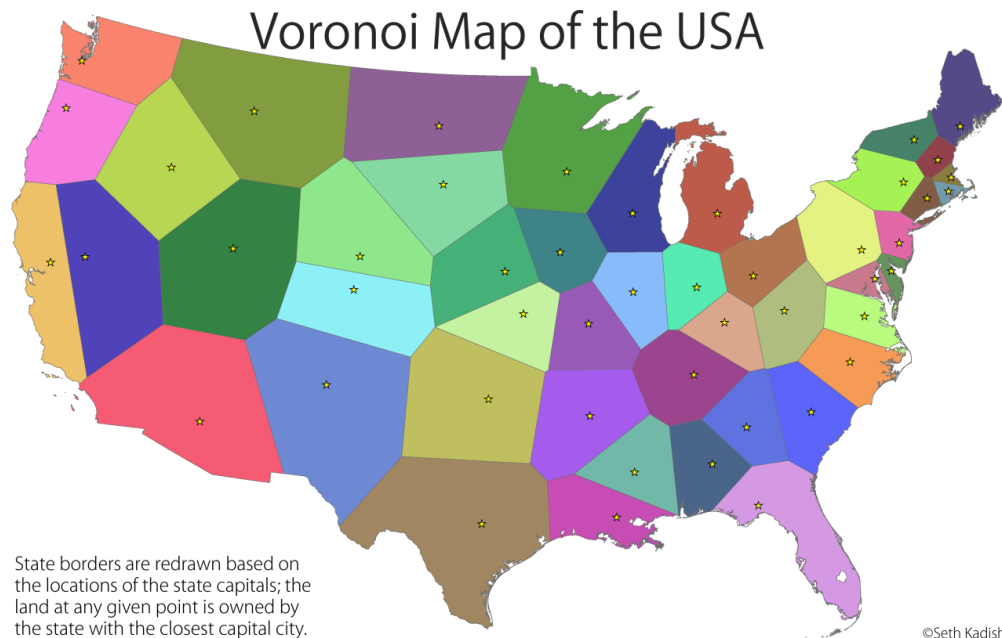 Voronoi Map of the USA
State borders are redrawn based on
the locations of the state capitals; the
land at any given point is owned by
the state with the closest capital city.
©Seth Kadish